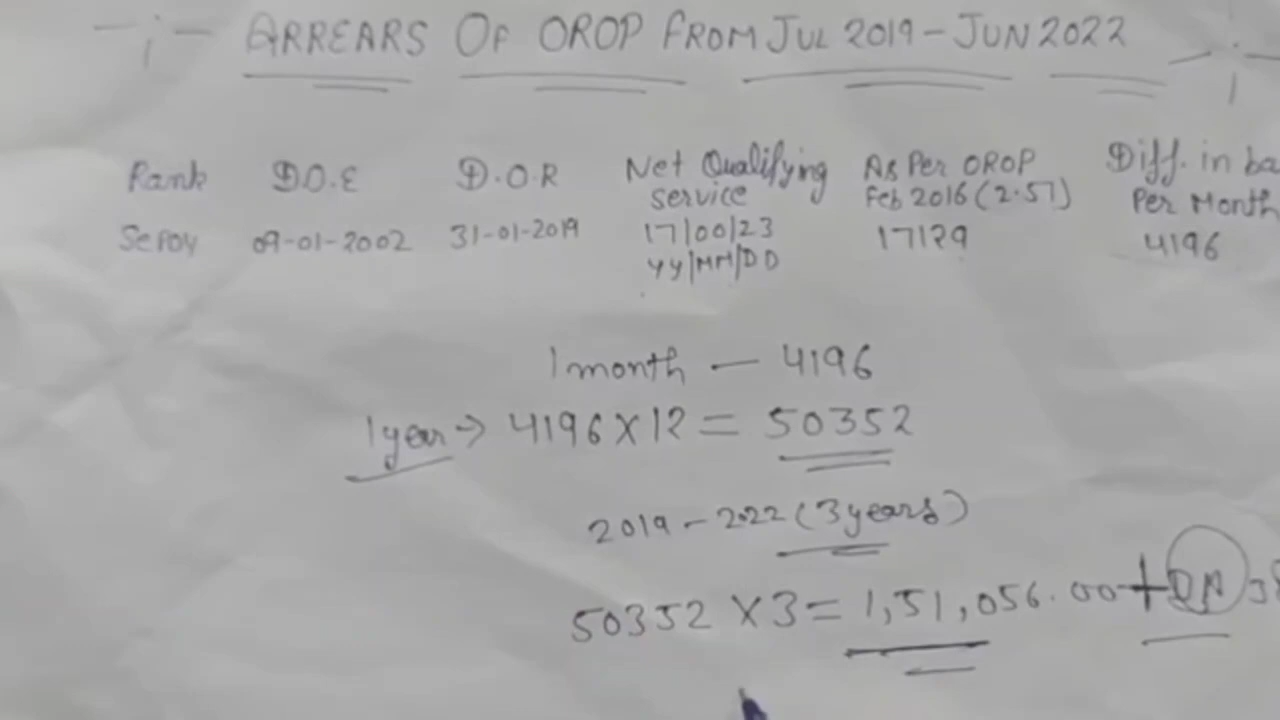 ARREARS OF OROP FROM JUL 2019 - JUN 2022
Rank D.O.E D.O.R Net Qualifying As Per OROP Diff. in ba
service Feb 2016 (2.57) Per Month
Sepoy 09-01-2002 31-01-2019 17/00/23 17129 4196
YY/MM/DD
1 month — 4196
1 year → 4196 X 12 = 50352
2019 - 2022 (3 years)
50352 X 3 = 1,51,056.00 + DA